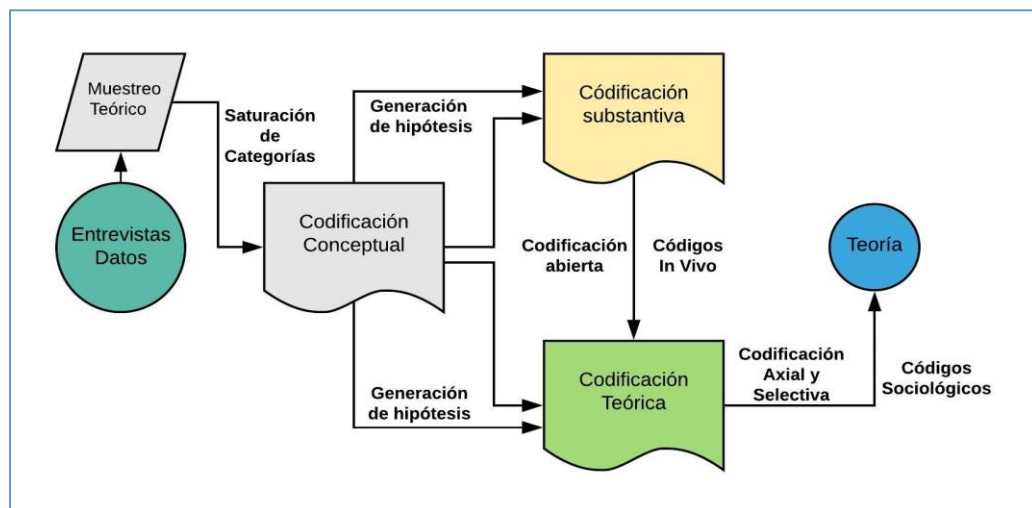 Muestreo
Teórico
Saturación
de
Categorías
Entrevistas
Datos
Codificación
Conceptual
Generación
de hipótesis
Códificación
substantiva
Codificación
abierta
Códigos
In Vivo
Generación
de hipótesis
Codificación
Teórica
Codificación
Axial y
Selectiva
Códigos
Sociológicos
Teoría